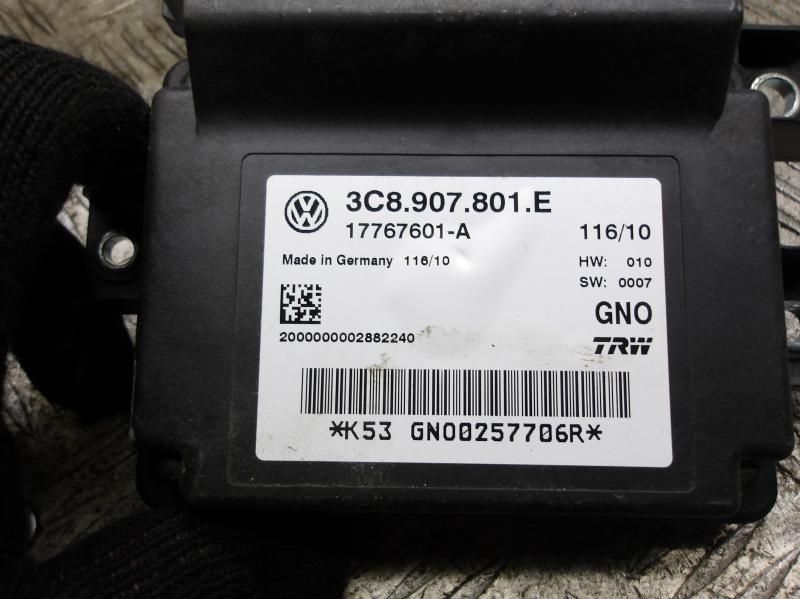 3C8.907.801.E
17767601-A 116/10
Made in Germany 116/10 HW: 010
SW: 0007
GNO
2000000002882240 TRW
*K53 GNO0257706R*